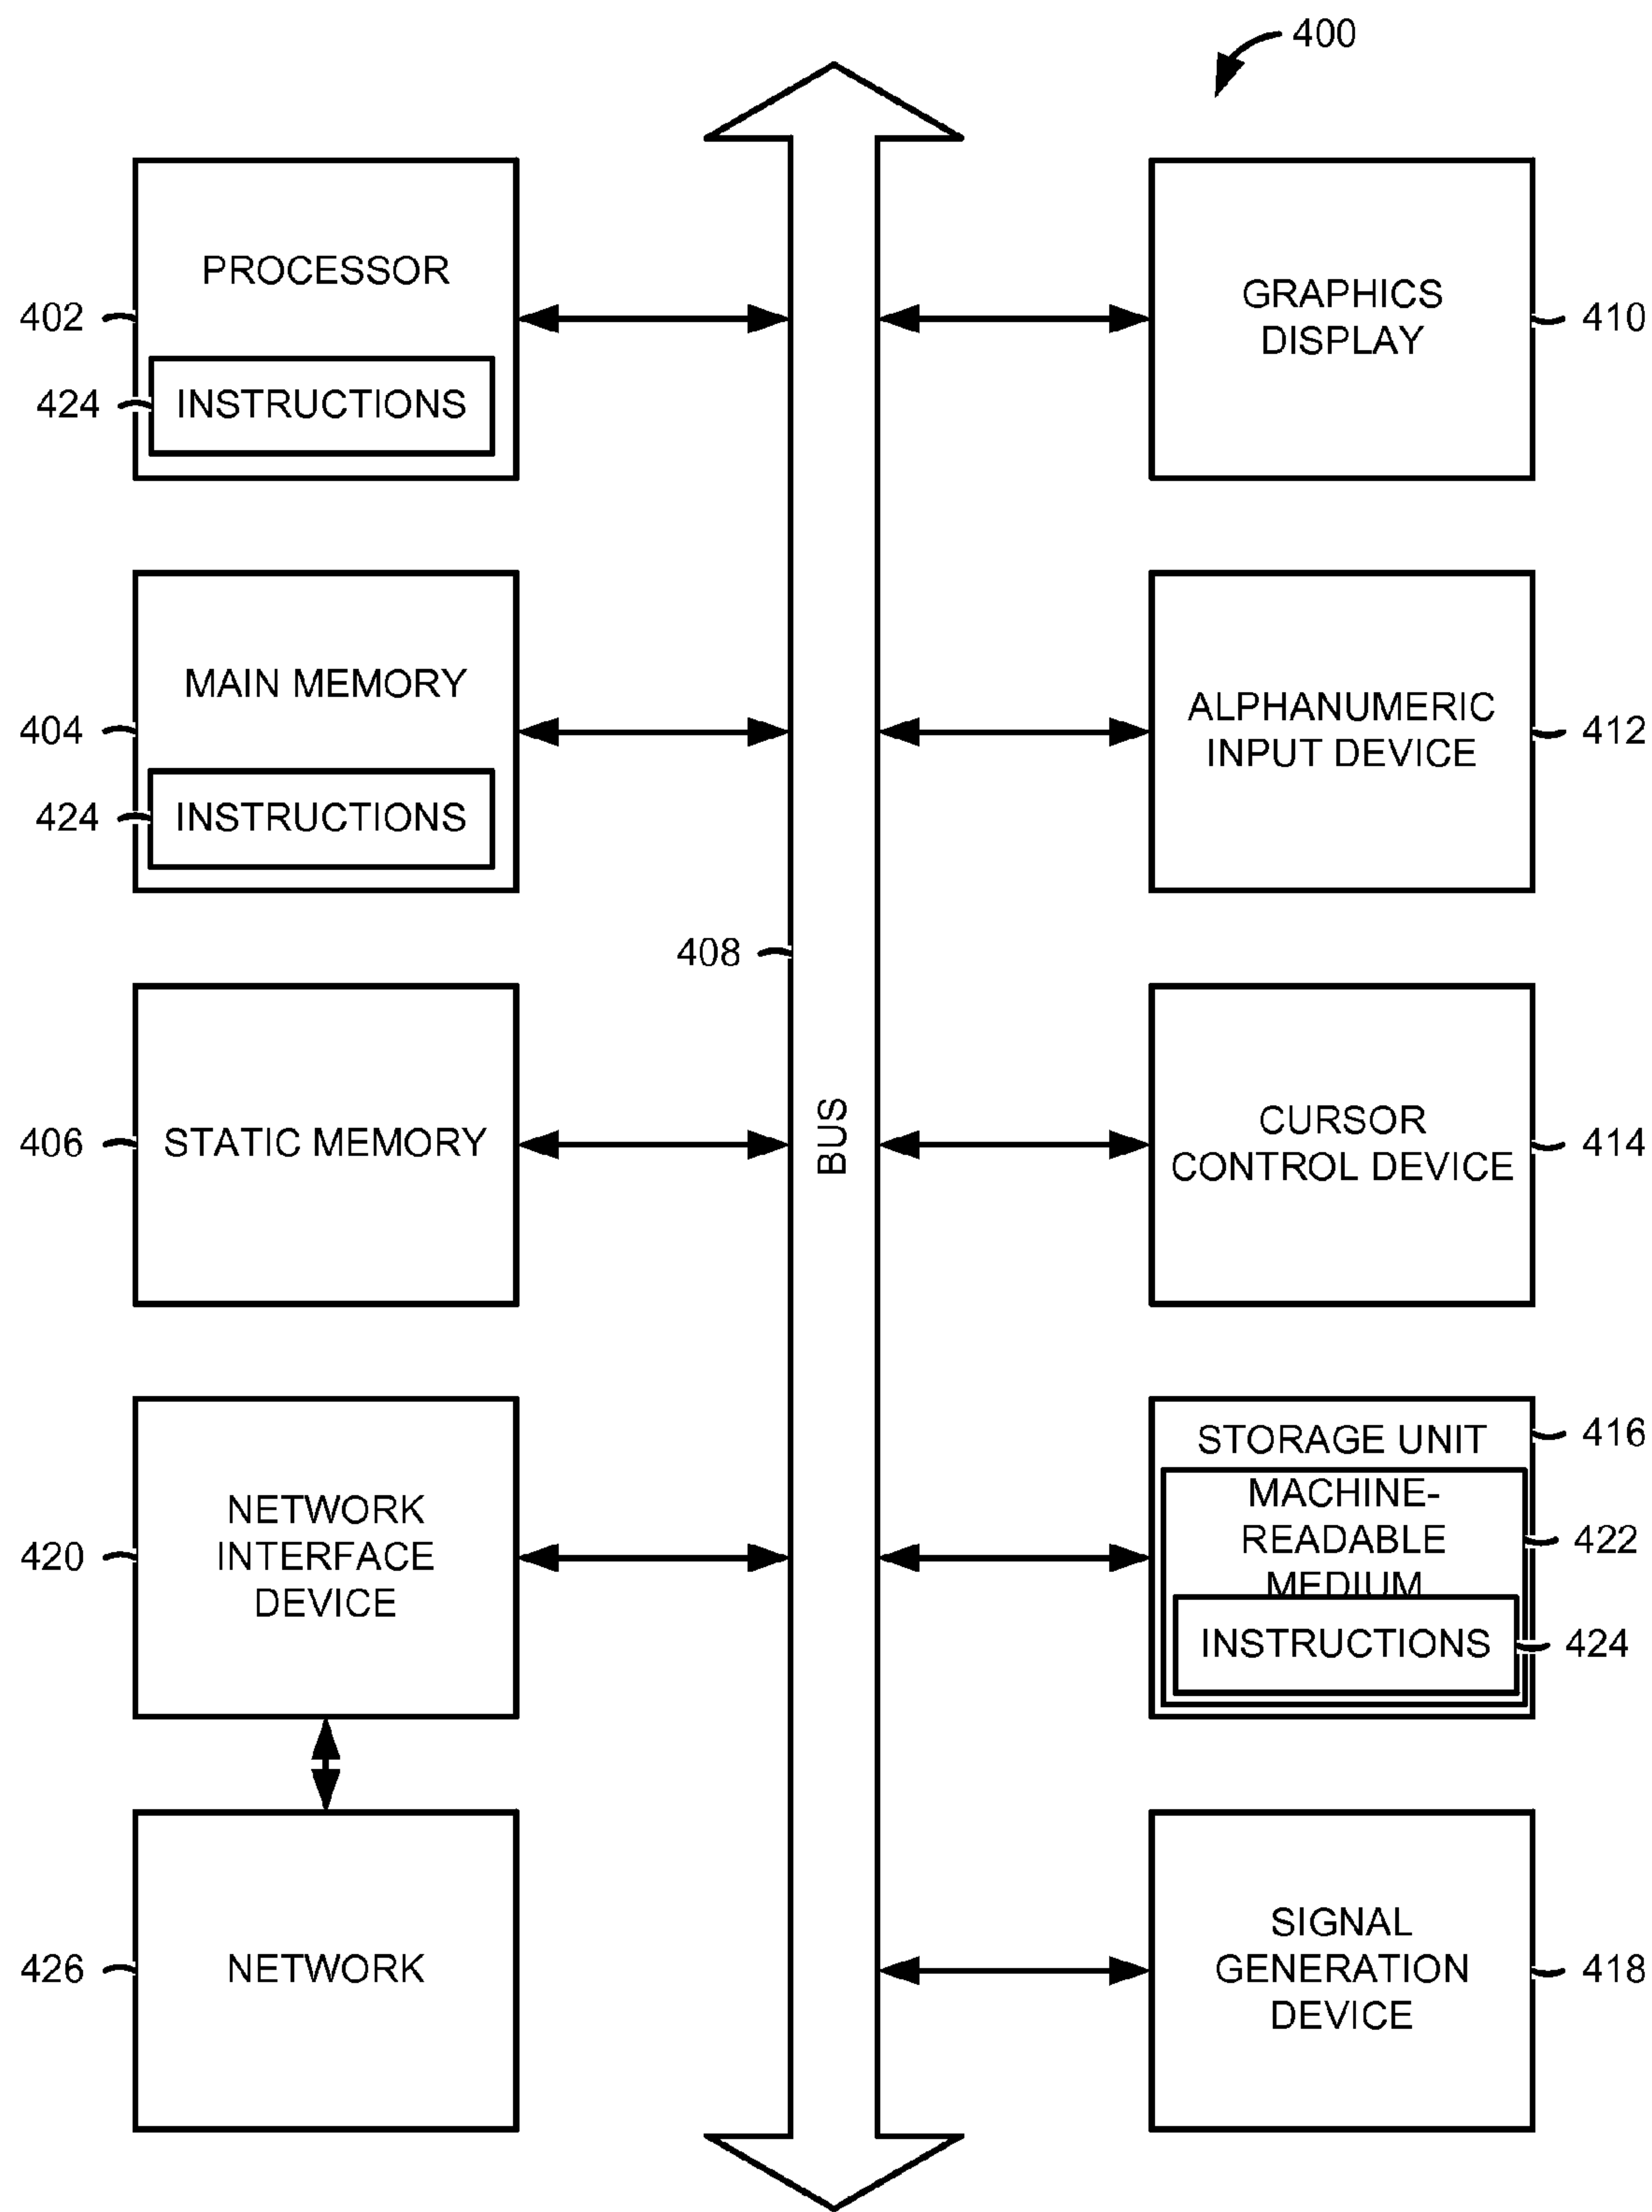 400
PROCESSOR
402
424
INSTRUCTIONS
GRAPHICS
DISPLAY
410
MAIN MEMORY
404
424
INSTRUCTIONS
ALPHANUMERIC
INPUT DEVICE
412
408
BUS
406
STATIC MEMORY
CURSOR
CONTROL DEVICE
414
420
NETWORK
INTERFACE
DEVICE
STORAGE UNIT
416
MACHINE-
READABLE
MEDIUM
422
INSTRUCTIONS
424
426
NETWORK
SIGNAL
GENERATION
DEVICE
418